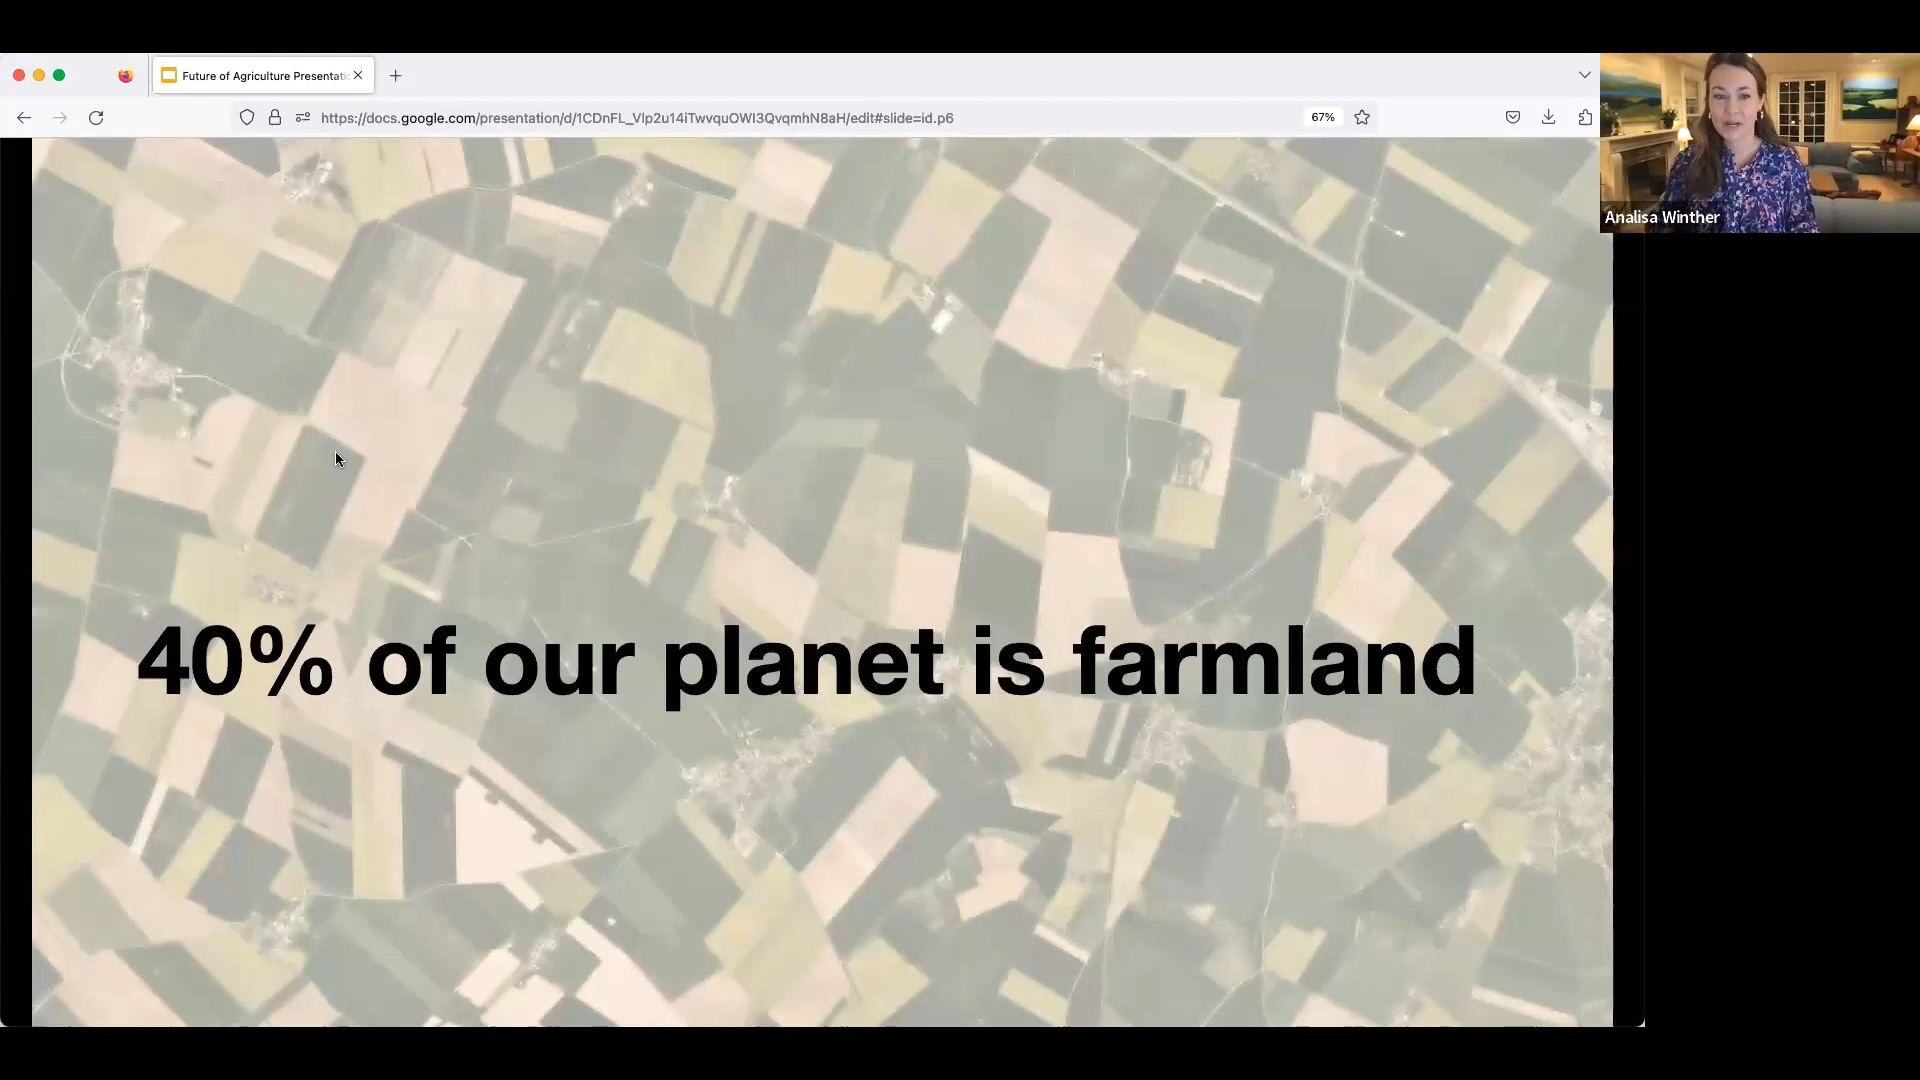 Future of Agriculture Presentati
https://docs.google.com/presentation/d/1CDnFL_Vlp2u14iTwvquOWI3QvqmhN8aH/edit#slide=id.p6
67%
Analisa Winther
40% of our planet is farmland